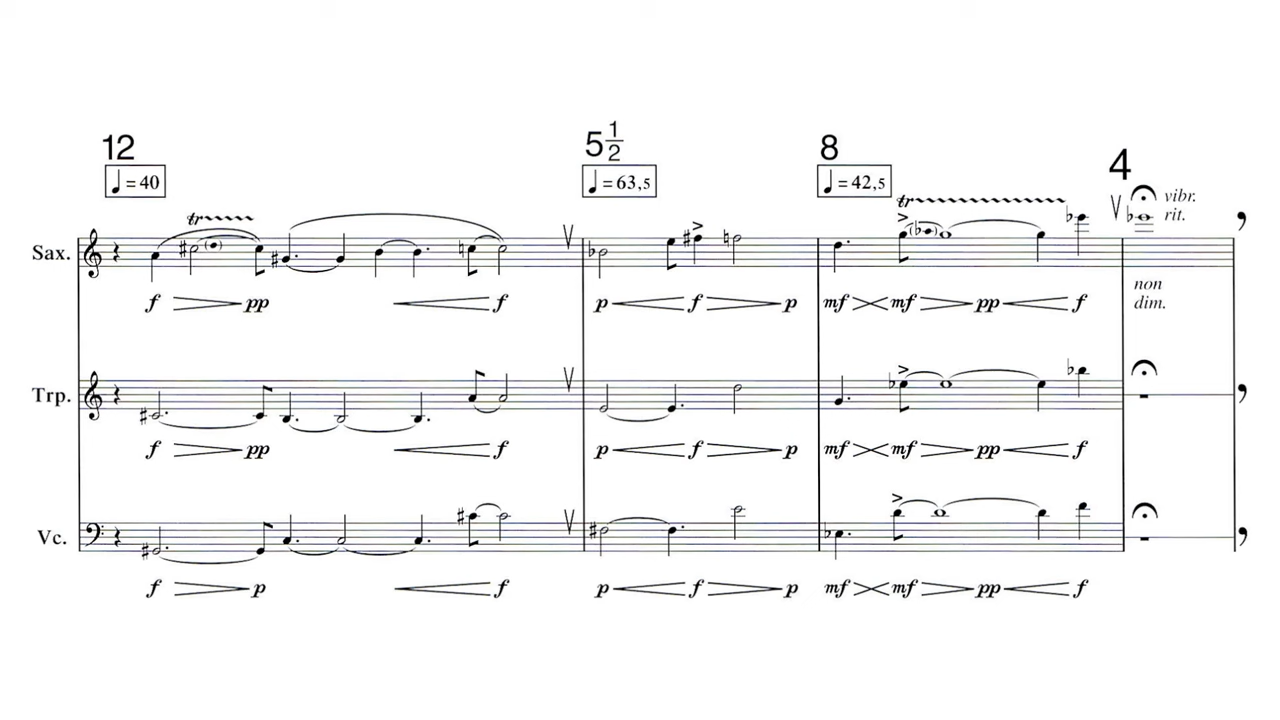 12 5½ 8 4
♩ = 40 ♩ = 63,5 ♩ = 42,5
tr tr vibr.
rit.
Sax.
non
dim.
f pp f p f p mf mf pp f
Trp.
f pp f p f p mf mf pp f
Vc.
f p f p f p mf mf pp f